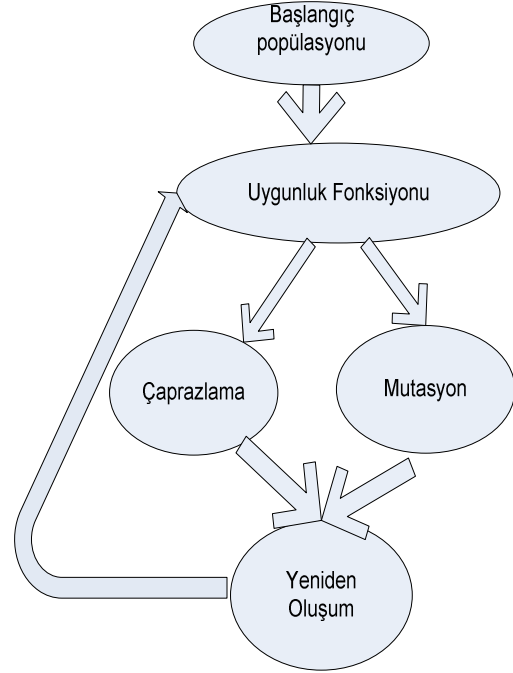 Başlangıç
popülasyonu
Uygunluk Fonksiyonu
Çaprazlama
Mutasyon
Yeniden
Oluşum